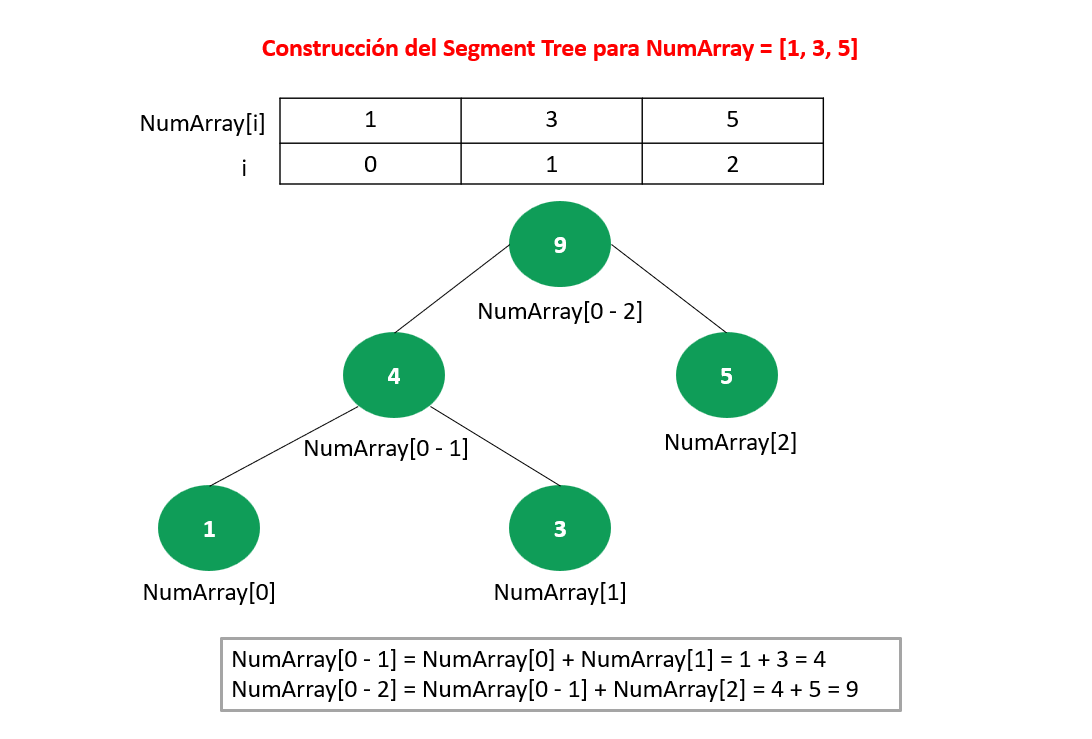 Construcción del Segment Tree para NumArray = [1, 3, 5]
NumArray[i] 1 3 5
i 0 1 2
9
NumArray[0 - 2]
4 5
NumArray[0 - 1] NumArray[2]
1 3
NumArray[0] NumArray[1]
NumArray[0 - 1] = NumArray[0] + NumArray[1] = 1 + 3 = 4
NumArray[0 - 2] = NumArray[0 - 1] + NumArray[2] = 4 + 5 = 9